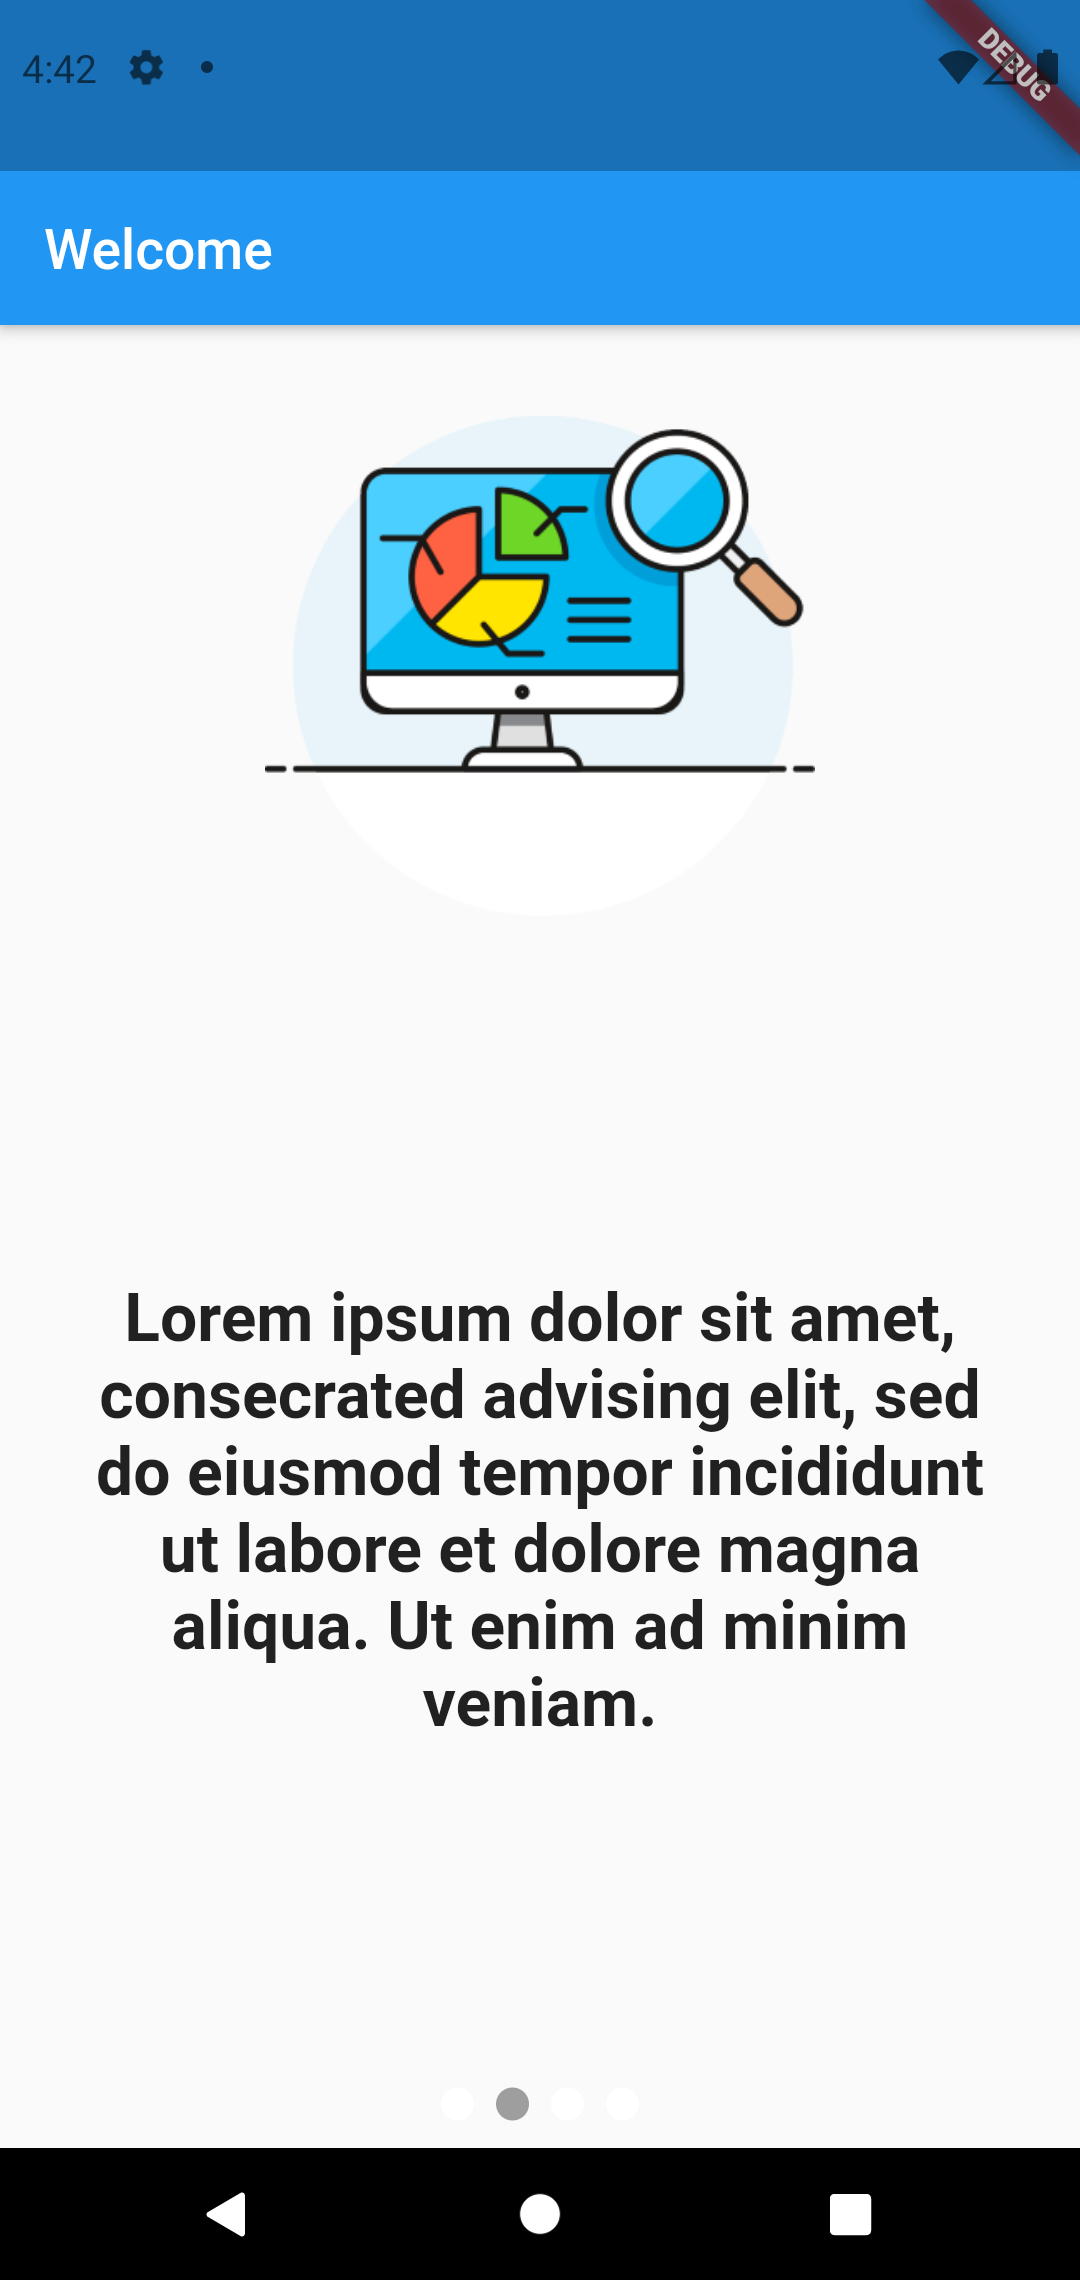 4:42
DEBUG
Welcome
Lorem ipsum dolor sit amet,
consecrated advising elit, sed
do eiusmod tempor incididunt
ut labore et dolore magna
aliqua. Ut enim ad minim
veniam.